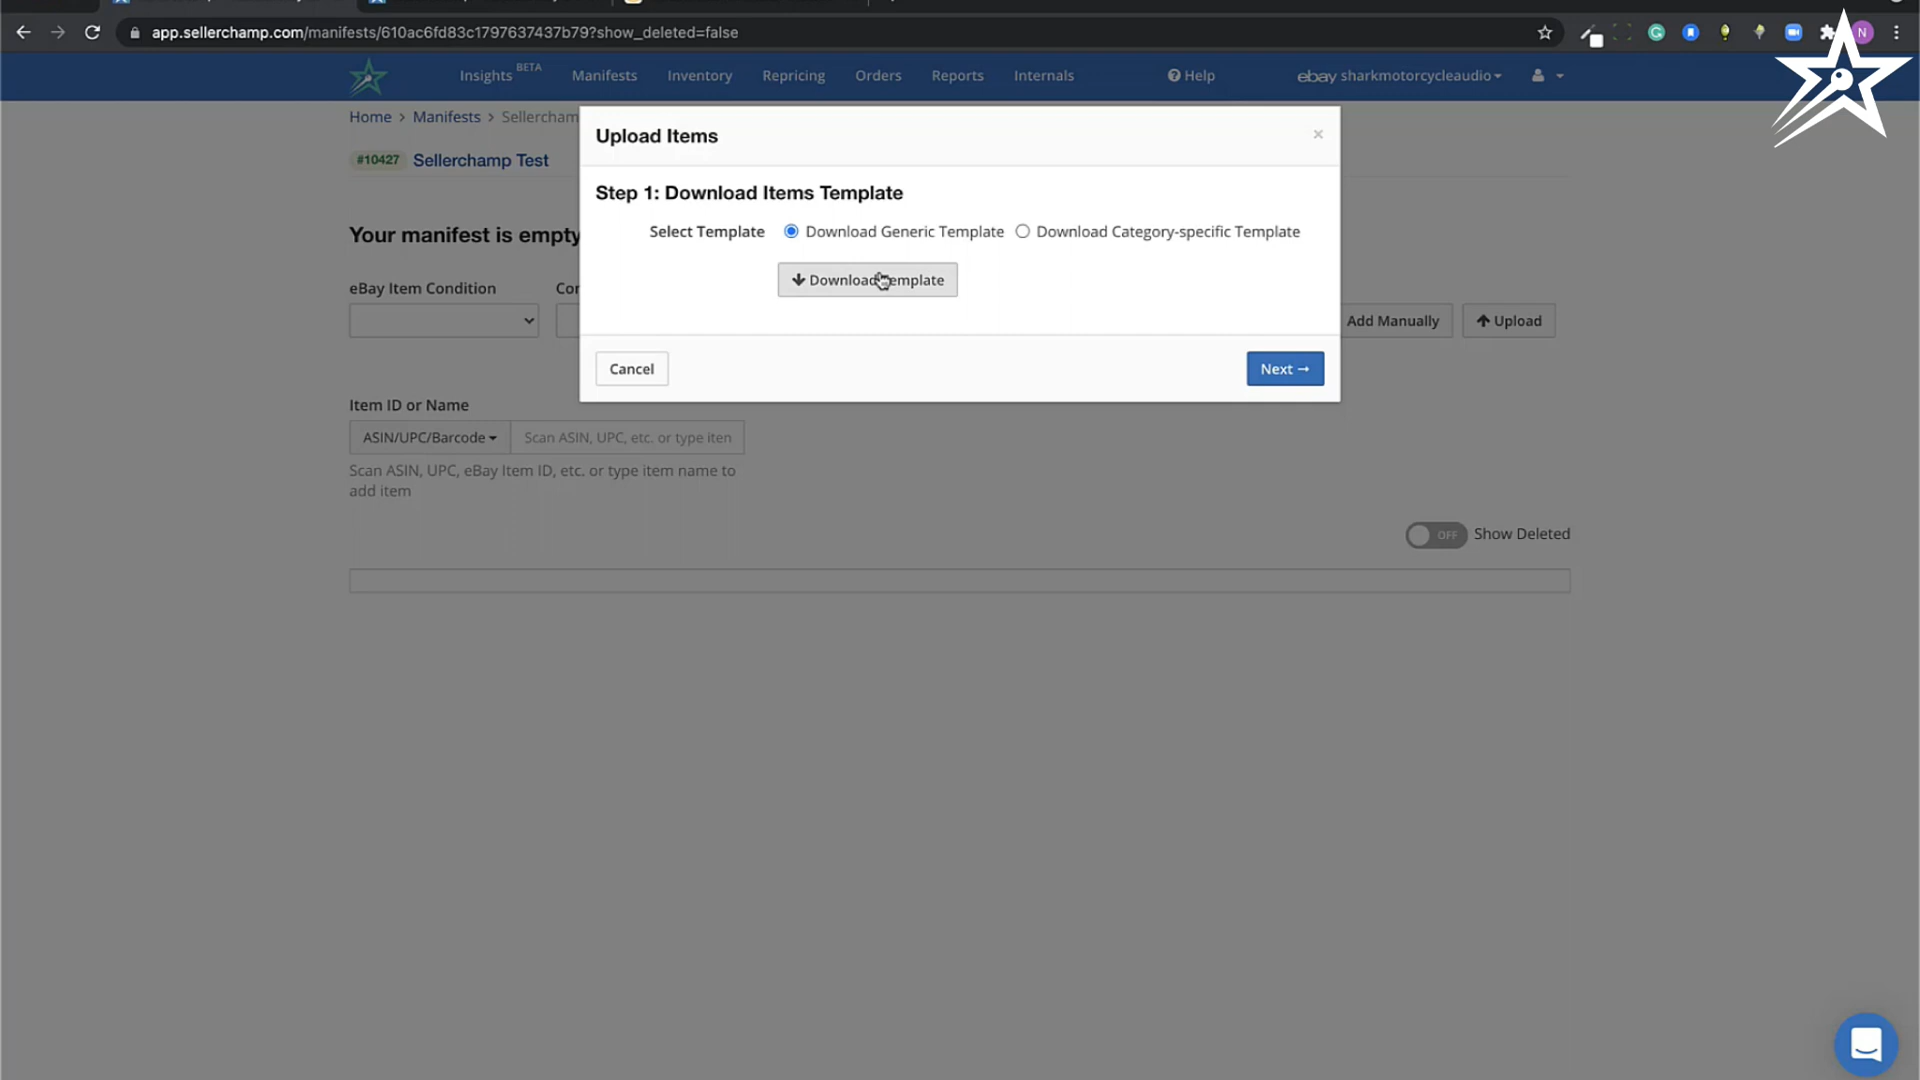 app.sellerchamp.com/manifests/610ac6fd83c1797637437b79?show_deleted=false
N
Insights BETA Manifests Inventory Repricing Orders Reports Internals Help ebay sharkmotorcycleaudio
Home > Manifests > Sellercham
#10427 Sellerchamp Test
Upload Items ×
Step 1: Download Items Template
Select Template Download Generic Template Download Category-specific Template
Download Template
Cancel Next →
Your manifest is empty
eBay Item Condition Con
Add Manually Upload
Item ID or Name
ASIN/UPC/Barcode Scan ASIN, UPC, etc. or type iten
Scan ASIN, UPC, eBay Item ID, etc. or type item name to
add item
OFF Show Deleted